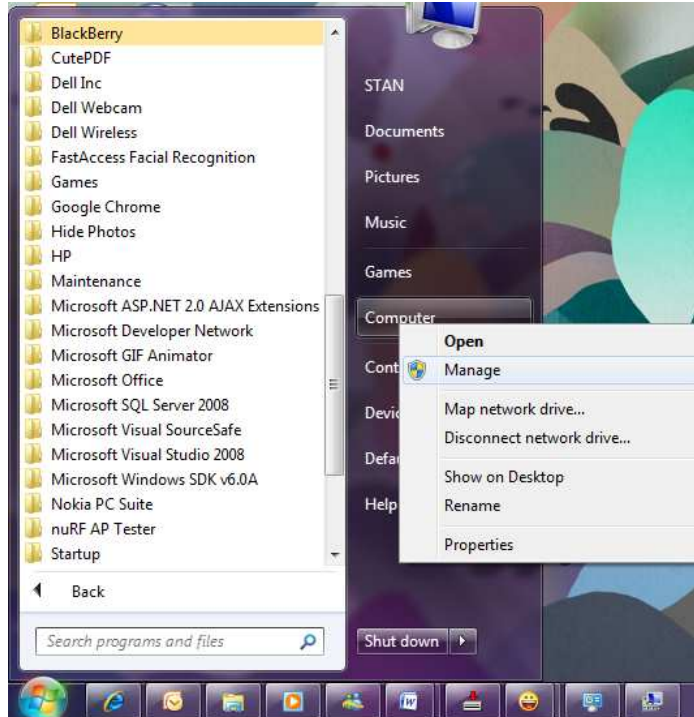 BlackBerry
CutePDF
Dell Inc
Dell Webcam
Dell Wireless
FastAccess Facial Recognition
Games
Google Chrome
Hide Photos
HP
Maintenance
Microsoft ASP.NET 2.0 AJAX Extensions
Microsoft Developer Network
Microsoft GIF Animator
Microsoft Office
Microsoft SQL Server 2008
Microsoft Visual SourceSafe
Microsoft Visual Studio 2008
Microsoft Windows SDK v6.0A
Nokia PC Suite
nuRF AP Tester
Startup
Back
Search programs and files
STAN
Documents
Pictures
Music
Games
Computer
Cont
Devic
Defau
Help
Shut down
Open
Manage
Map network drive...
Disconnect network drive...
Show on Desktop
Rename
Properties